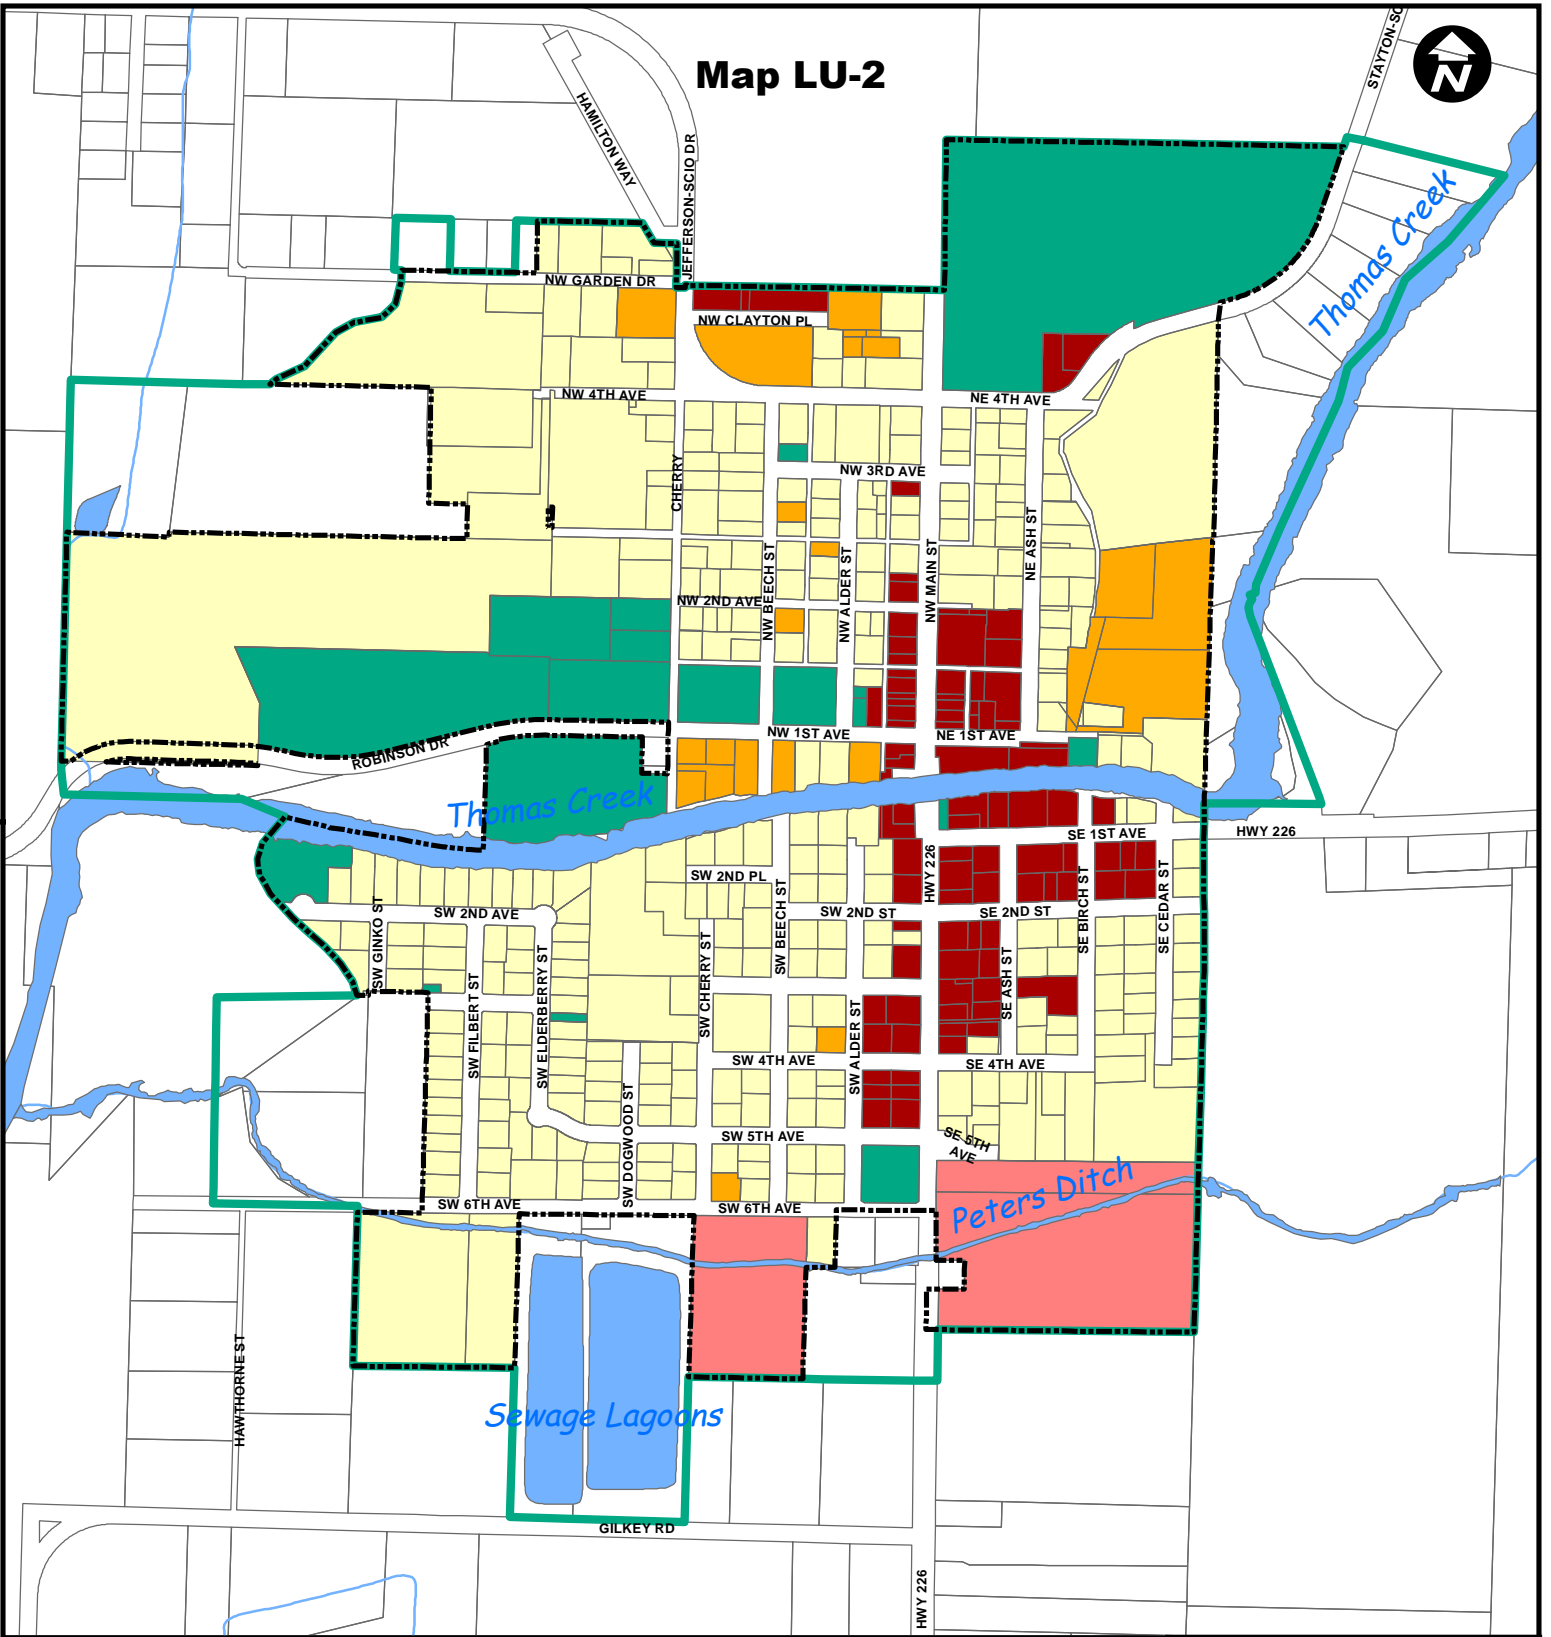 STAYTON-SC
Map LU-2
N
HAMILTON WAY
JEFFERSON-SCIO DR
Thomas Creek
NW GARDEN DR
NW CLAYTON PL
NW 4TH AVE
NE 4TH AVE
CHERRY
NW 3RD AVE
NW BEECH ST
NW ALDER ST
NW MAIN ST
NE ASH ST
NW 2ND AVE
NW 1ST AVE
NE 1ST AVE
ROBINSON DR
Thomas Creek
SE 1ST AVE
HWY 226
HWY 226
SW 2ND PL
SW BEECH ST
SE BIRCH ST
SE CEDAR ST
SW GINKO ST
SW 2ND AVE
SW 2ND ST
SE 2ND ST
SW FILBERT ST
SW ELDERBERRY ST
SW CHERRY ST
SW ALDER ST
SE ASH ST
SW 4TH AVE
SE 4TH AVE
SW DOGWOOD ST
SW 5TH AVE
SE 5TH
AVE
Peters Ditch
SW 6TH AVE
SW 6TH AVE
HAWTHORNE ST
Sewage Lagoons
GILKEY RD
HWY 226